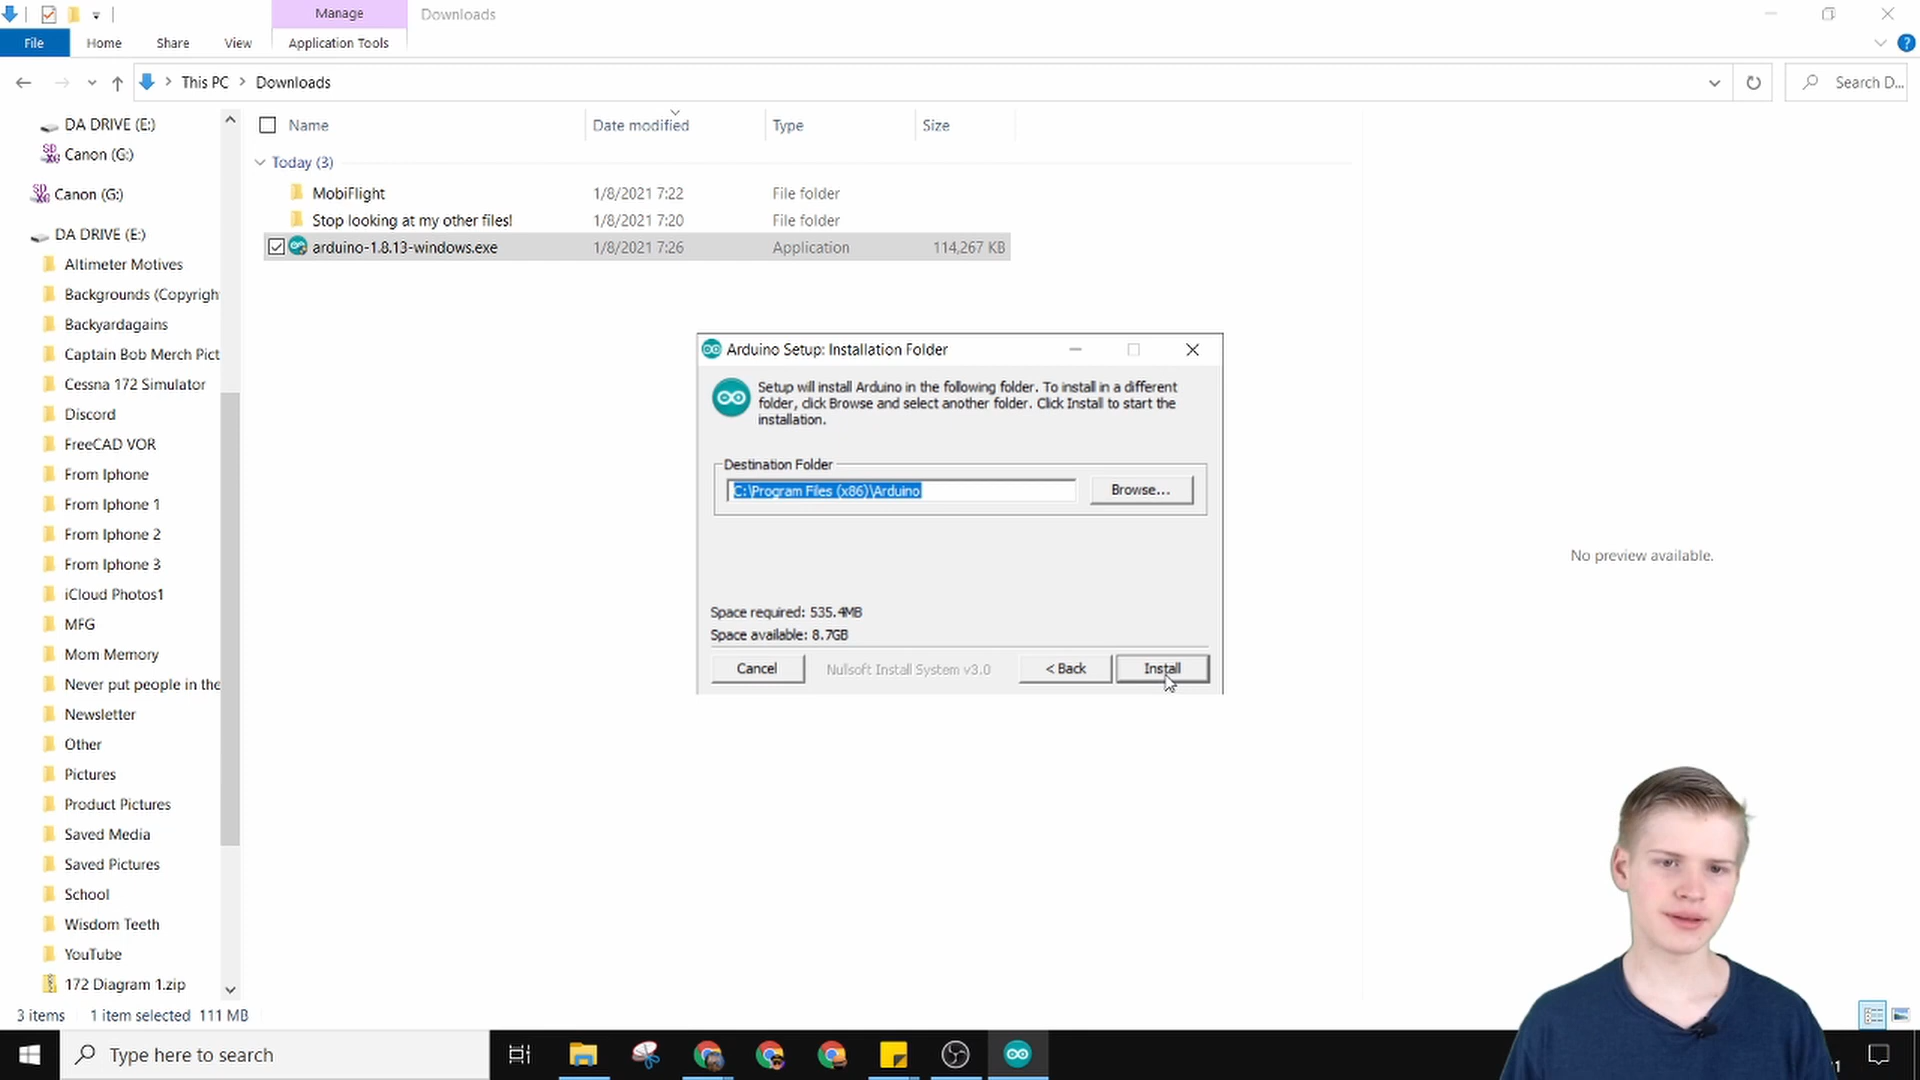 Manage
Downloads
File
Home
Share
View
Application Tools
This PC
Downloads
Search D...
DA DRIVE (E:)
Canon (G:)
Canon (G:)
DA DRIVE (E:)
Altimeter Motives
Backgrounds (Copyrigh
Backyardagains
Captain Bob Merch Pict
Cessna 172 Simulator
Discord
FreeCAD VOR
From Iphone
From Iphone 1
From Iphone 2
From Iphone 3
iCloud Photos1
MFG
Mom Memory
Never put people in the
Newsletter
Other
Pictures
Product Pictures
Saved Media
Saved Pictures
School
Wisdom Teeth
YouTube
172 Diagram 1.zip
Name
Date modified
Type
Size
Today (3)
MobiFlight
1/8/2021 7:22
File folder
Stop looking at my other files!
1/8/2021 7:20
File folder
arduino-1.8.13-windows.exe
1/8/2021 7:26
Application
114,267 KB
Arduino Setup: Installation Folder
Setup will install Arduino in the following folder. To install in a different
folder, click Browse and select another folder. Click Install to start the
installation.
Destination Folder
C:\Program Files (x86)\Arduino
Browse...
Space required: 535.4MB
Space available: 8.7GB
Cancel
Nullsoft Install System v3.0
< Back
Install
No preview available.
3 items
1 item selected
111 MB
Type here to search